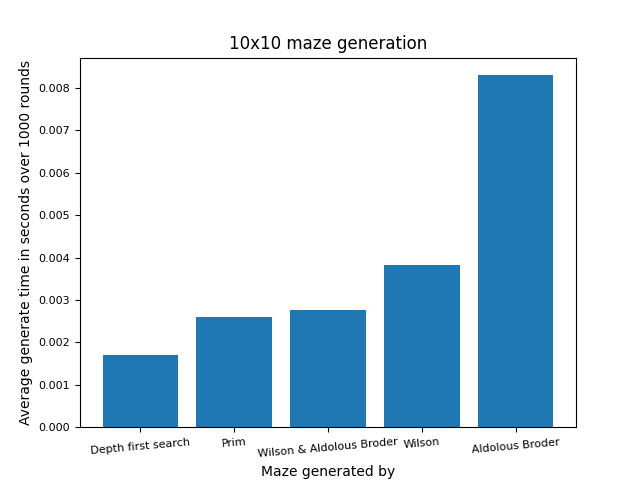 10x10 maze generation
Average generate time in seconds over 1000 rounds
0.008
0.007
0.006
0.005
0.004
0.003
0.002
0.001
0.000
Depth first search
Prim
Wilson & Aldolous Broder
Wilson
Aldolous Broder
Maze generated by